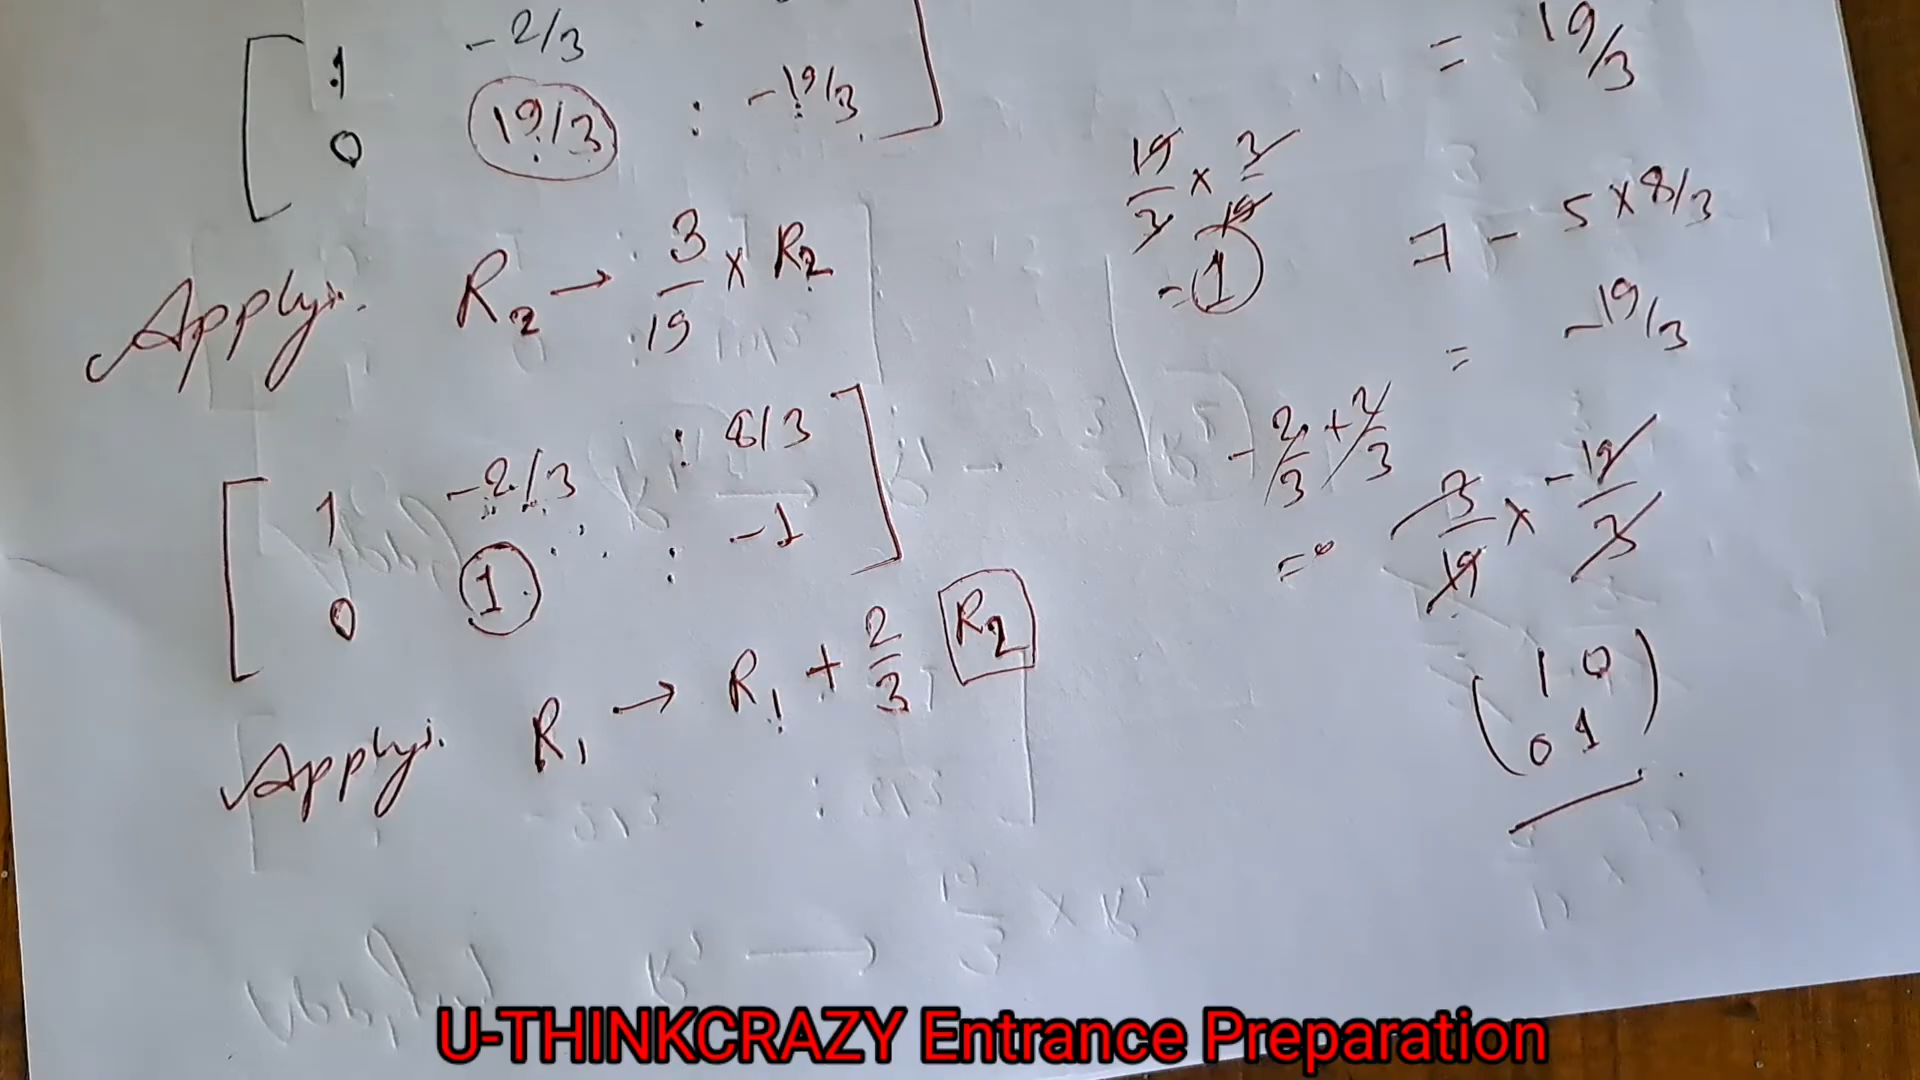 [ 1 -2/3 :
0 19/3 : -19/3 ]
Applyi. R2 → 3/19 x R2
[ 1 -2/3 : 8/3
0 1 : -1 ]
Applyi. R1 → R1 + 2/3 R2
= 19/3
19/3 x 3/19
= 1
7 - 5 x 8/3
= -19/3
- 2/3 + 2/3
= 0
3/19 x -19/3
( 1 0
0 1 )
U-THINKCRAZY Entrance Preparation